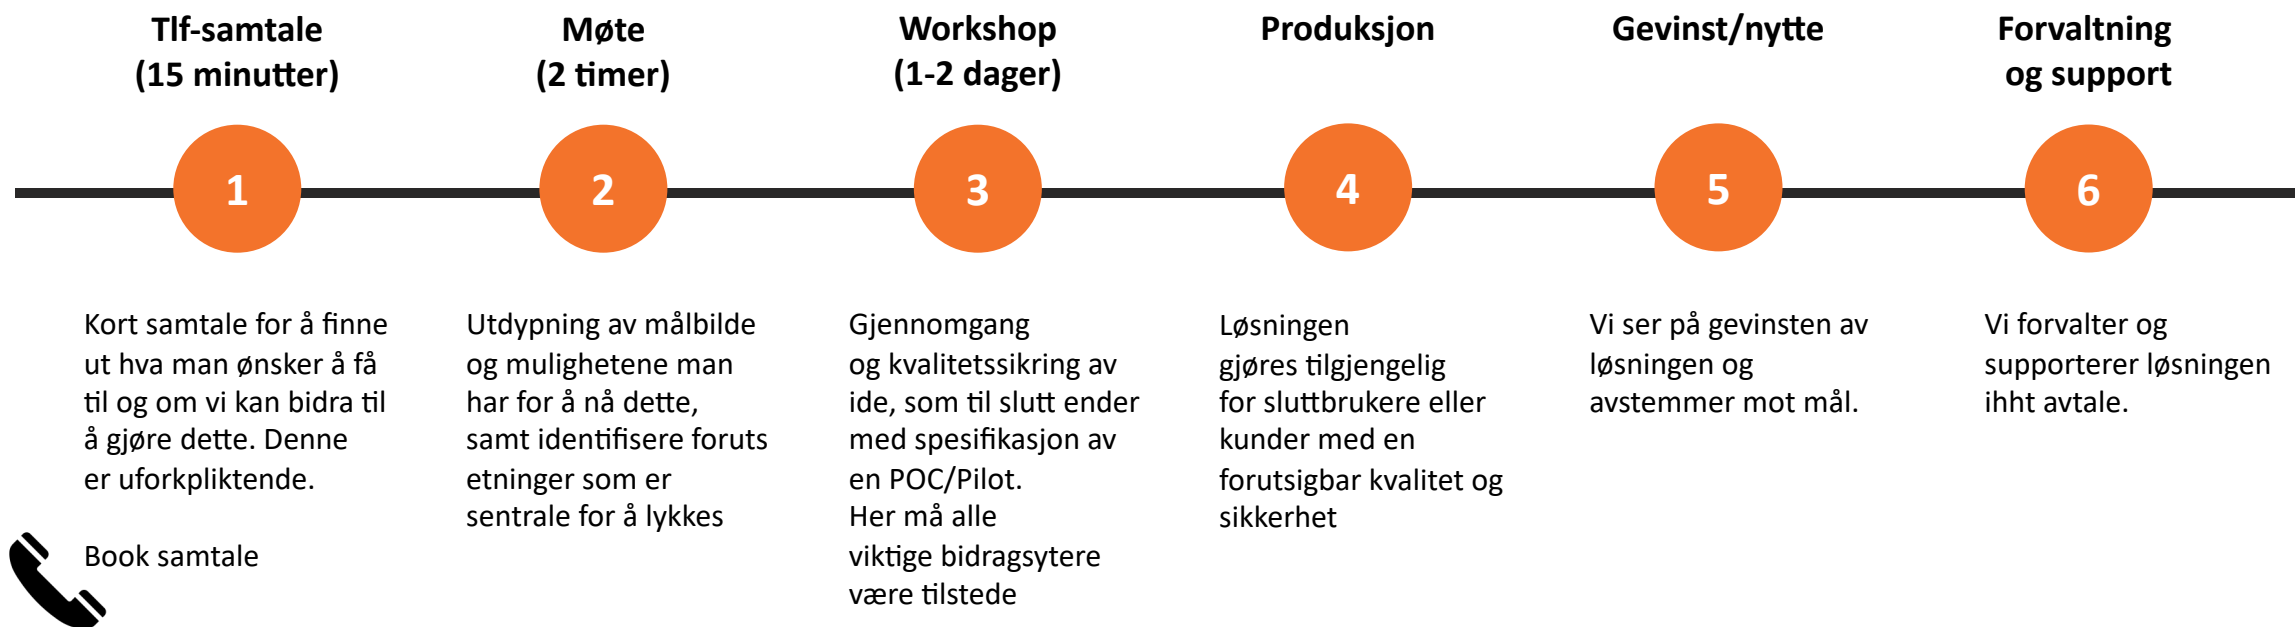 Tlf-samtale
(15 minutter)
1
Kort samtale for å finne
ut hva man ønsker å få
til og om vi kan bidra til
å gjøre dette. Denne
er uforkpliktende.
Book samtale
Møte
(2 timer)
2
Utdypning av målbilde
og mulighetene man
har for å nå dette,
samt identifisere foruts
etninger som er
sentrale for å lykkes
Workshop
(1-2 dager)
3
Gjennomgang
og kvalitetssikring av
ide, som til slutt ender
med spesifikasjon av
en POC/Pilot.
Her må alle
viktige bidragsytere
være tilstede
Produksjon
4
Løsningen
gjøres tilgjengelig
for sluttbrukere eller
kunder med en
forutsigbar kvalitet og
sikkerhet
Gevinst/nytte
5
Vi ser på gevinsten av
løsningen og
avstemmer mot mål.
Forvaltning
og support
6
Vi forvalter og
supporterer løsningen
ihht avtale.